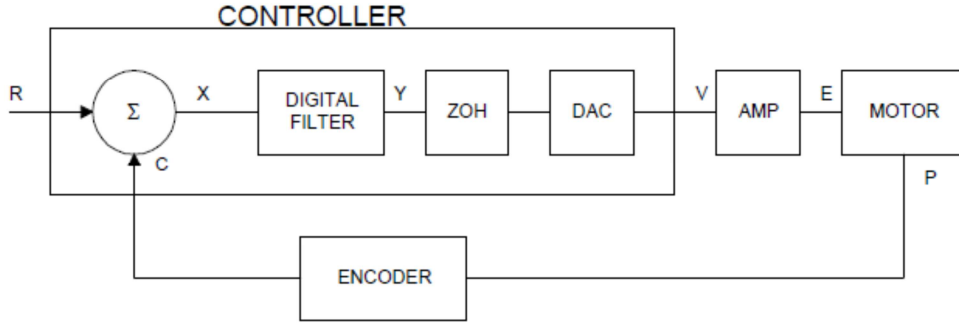 CONTROLLER
R
Σ
X
DIGITAL
FILTER
Y
ZOH
DAC
V
AMP
E
MOTOR
C
P
ENCODER